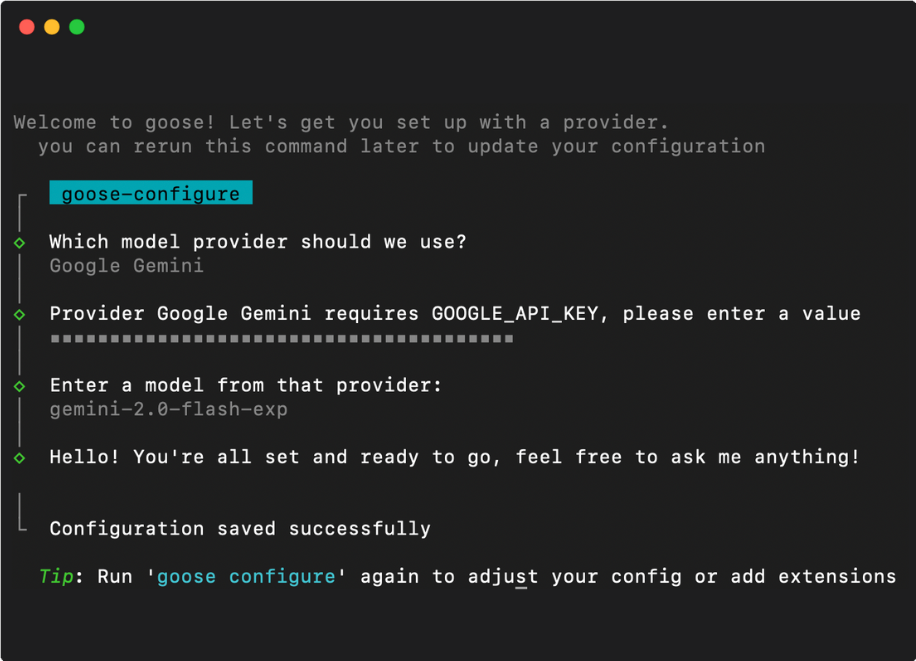 Welcome to goose! Let's get you set up with a provider.
you can rerun this command later to update your configuration
goose-configure
Which model provider should we use?
Google Gemini
Provider Google Gemini requires GOOGLE_API_KEY, please enter a value
Enter a model from that provider:
gemini-2.0-flash-exp
Hello! You're all set and ready to go, feel free to ask me anything!
Configuration saved successfully
Tip: Run 'goose configure' again to adjust your config or add extensions